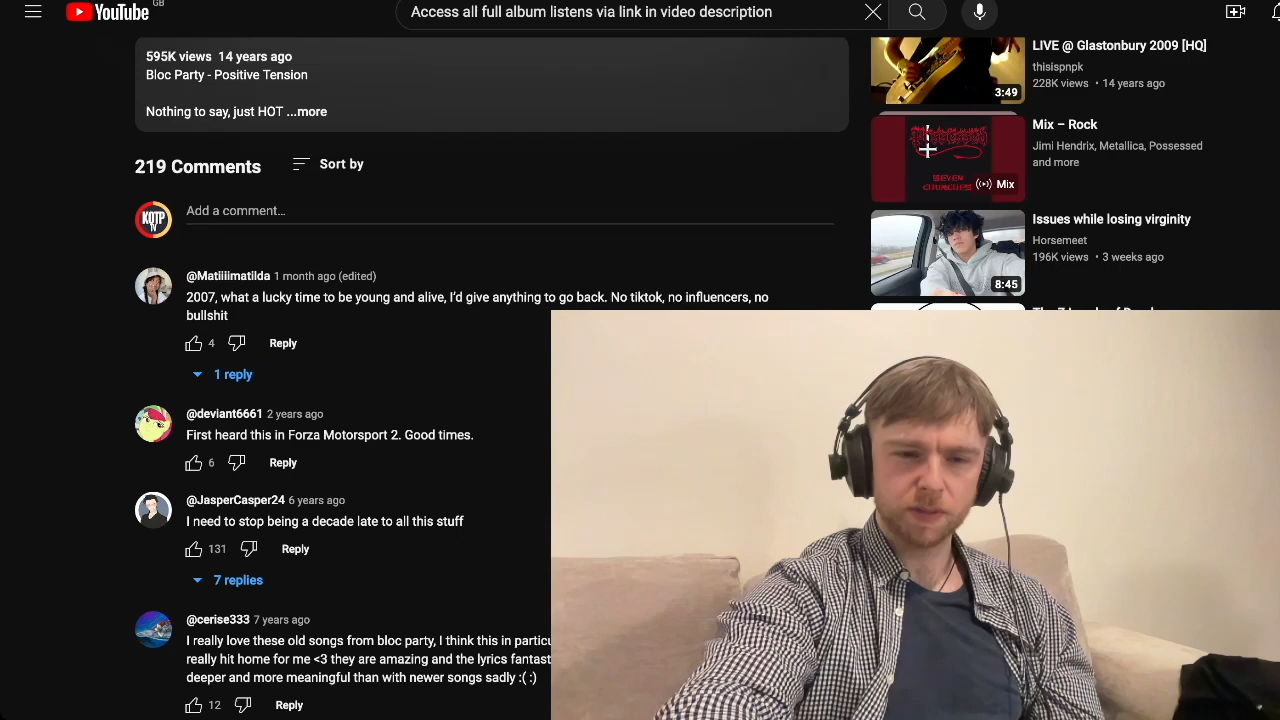 YouTube GB
Access all full album listens via link in video description
595K views 14 years ago
Bloc Party - Positive Tension
Nothing to say, just HOT ...more
219 Comments
Sort by
KOTP TV
Add a comment...
@Matiiimatilda 1 month ago (edited)
2007, what a lucky time to be young and alive, I'd give anything to go back. No tiktok, no influencers, no
bullshit
4
Reply
1 reply
@deviant6661 2 years ago
First heard this in Forza Motorsport 2. Good times.
6
Reply
@JasperCasper24 6 years ago
I need to stop being a decade late to all this stuff
131
Reply
7 replies
@cerise333 7 years ago
I really love these old songs from bloc party, I think this in particu
really hit home for me <3 they are amazing and the lyrics fantast
deeper and more meaningful than with newer songs sadly :( :)
12
Reply
3:49
LIVE @ Glastonbury 2009 [HQ]
thisispnpk
228K views • 14 years ago
Possessed
SEVEN
CHURCHES
Mix
Mix – Rock
Jimi Hendrix, Metallica, Possessed
and more
8:45
Issues while losing virginity
Horsemeet
196K views • 3 weeks ago